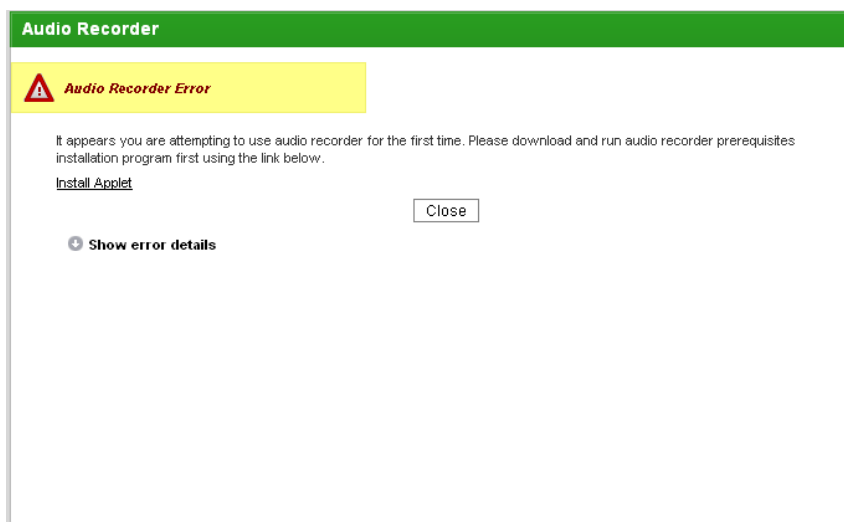 Audio Recorder
Audio Recorder Error
It appears you are attempting to use audio recorder for the first time. Please download and run audio recorder prerequisites
installation program first using the link below.
Install Applet
Close
Show error details